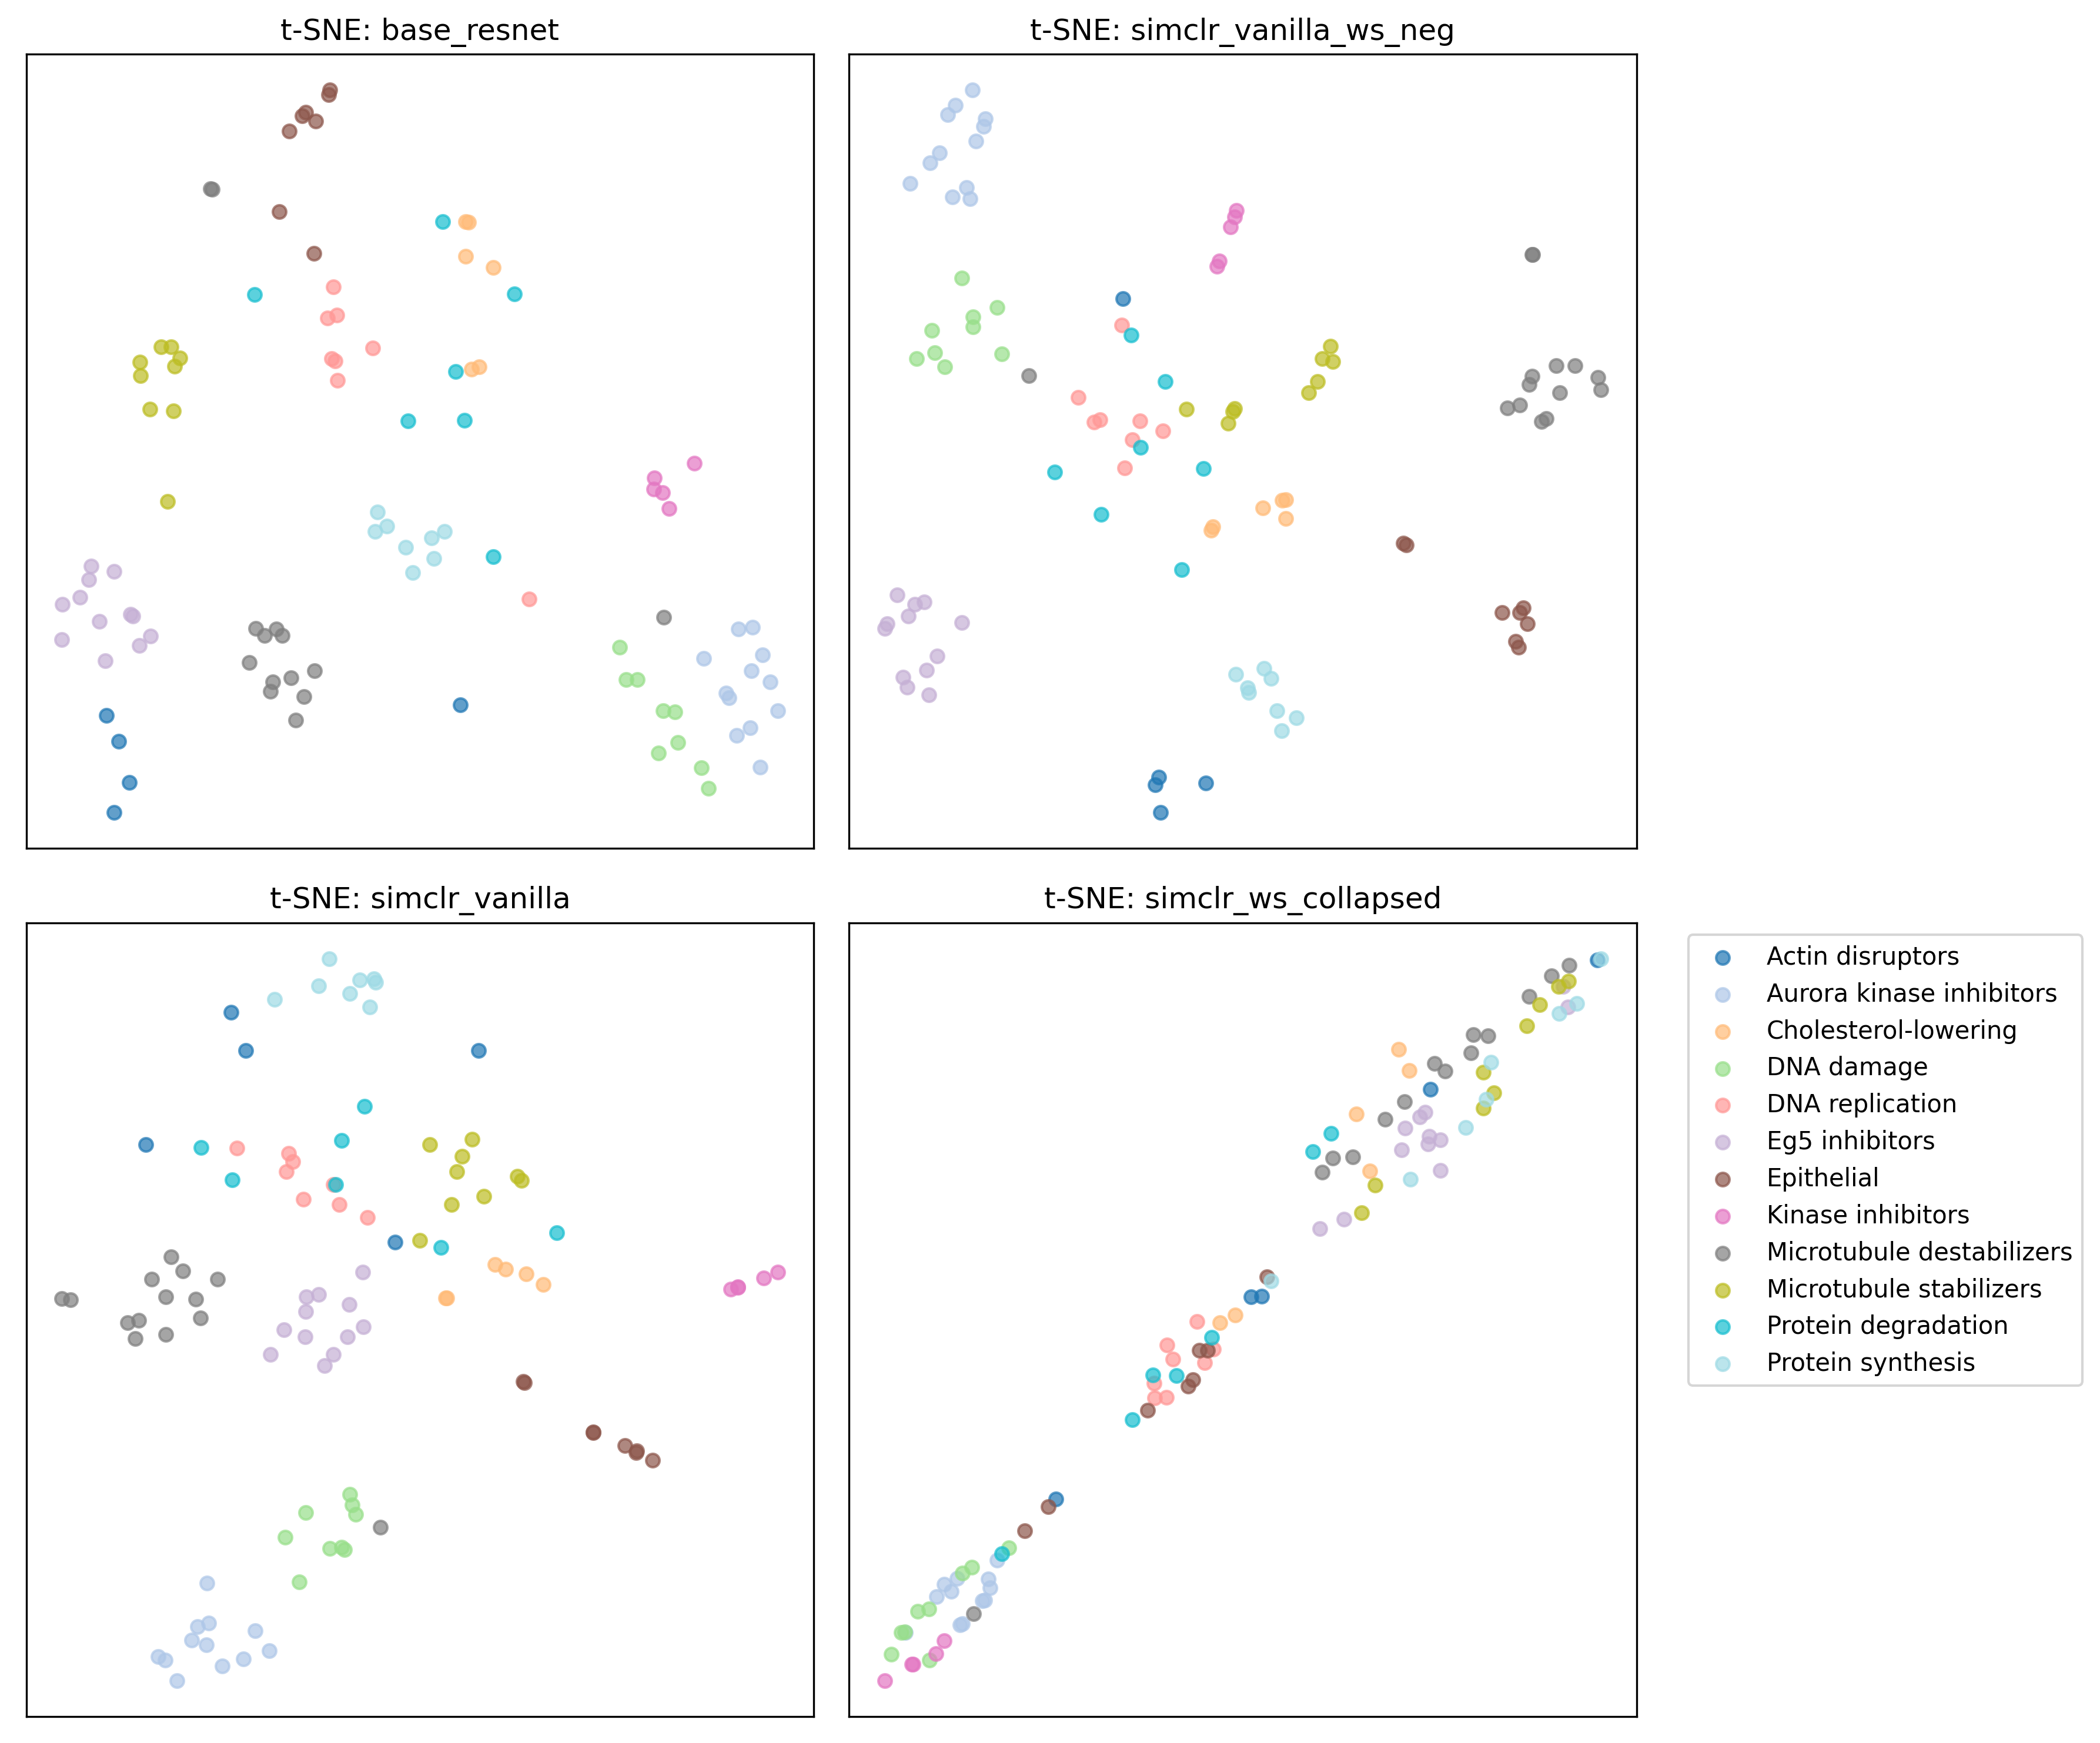 t-SNE: base_resnet
t-SNE: simclr_vanilla_ws_neg
t-SNE: simclr_vanilla
t-SNE: simclr_ws_collapsed
Actin disruptors
Aurora kinase inhibitors
Cholesterol-lowering
DNA damage
DNA replication
Eg5 inhibitors
Epithelial
Kinase inhibitors
Microtubule destabilizers
Microtubule stabilizers
Protein degradation
Protein synthesis